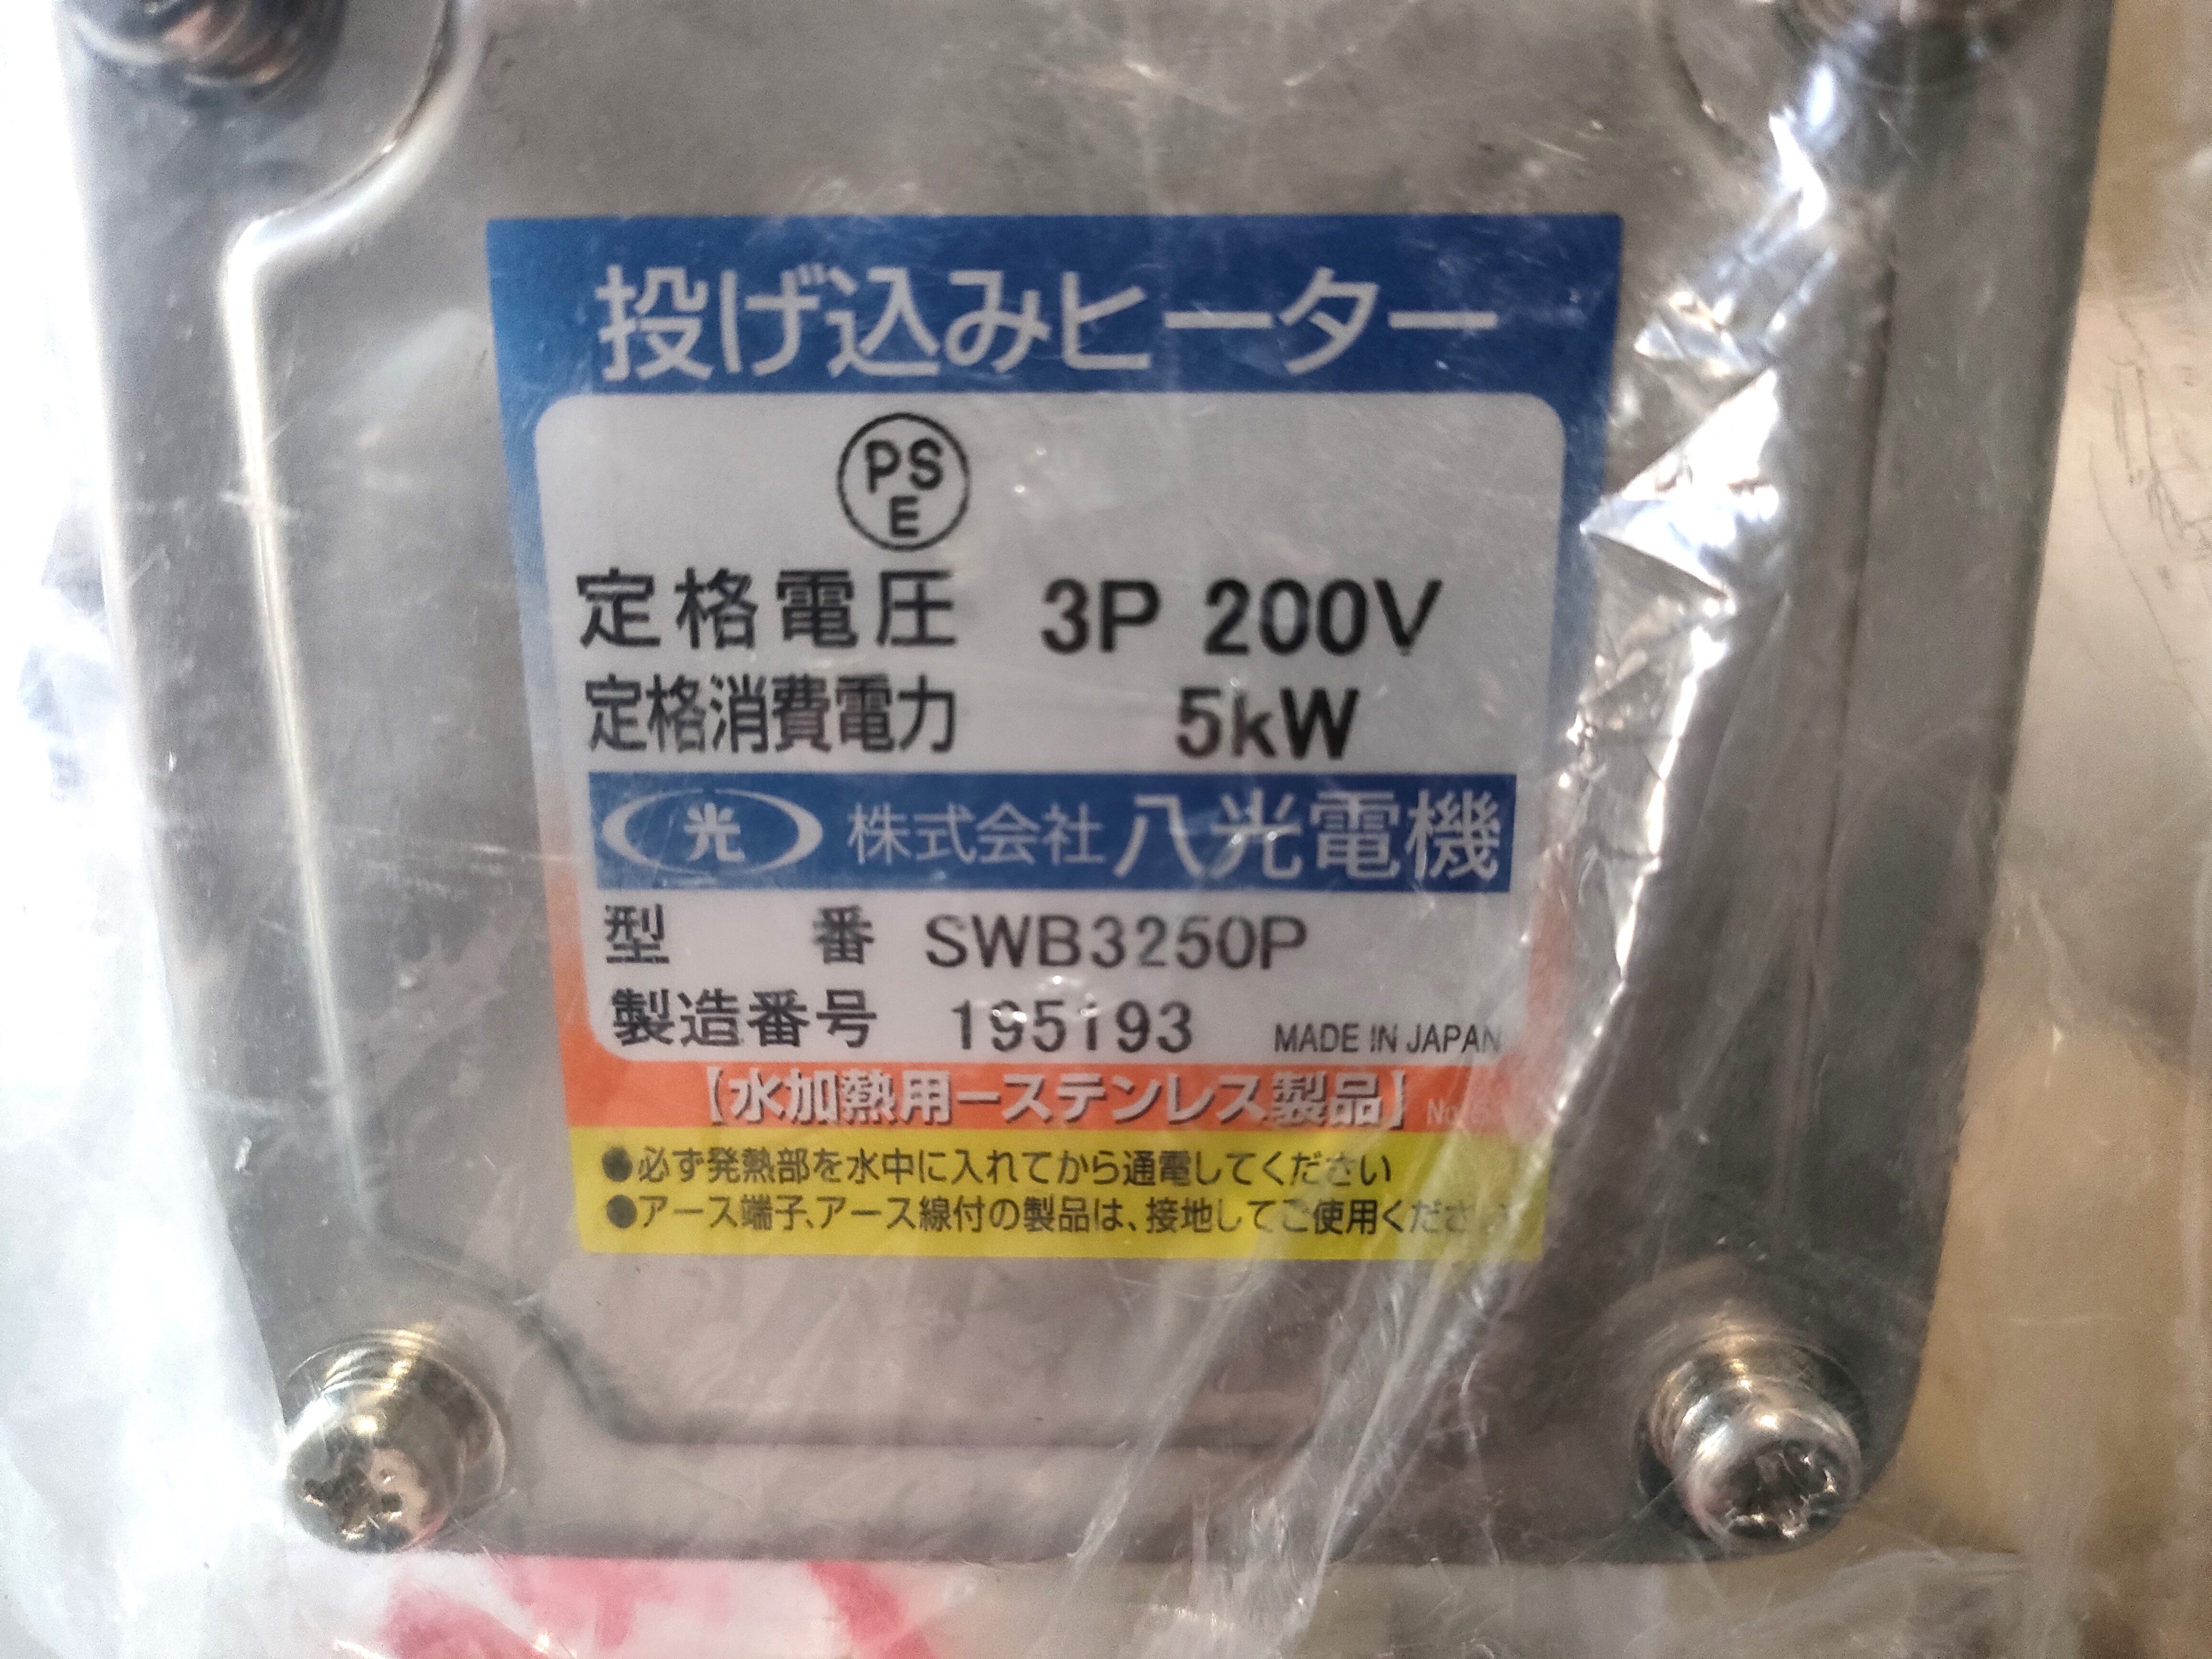 投げ込みヒーター
PS
E
定格電圧 3P 200V
定格消費電力 5kW
光 株式会社八光電機
型 番 SWB3250P
製造番号 195193 MADE IN JAPAN
【水加熱用ーステンレス製品】
●必ず発熱部を水中に入れてから通電してください
●アース端子、アース線付の製品は、接地してご使用ください